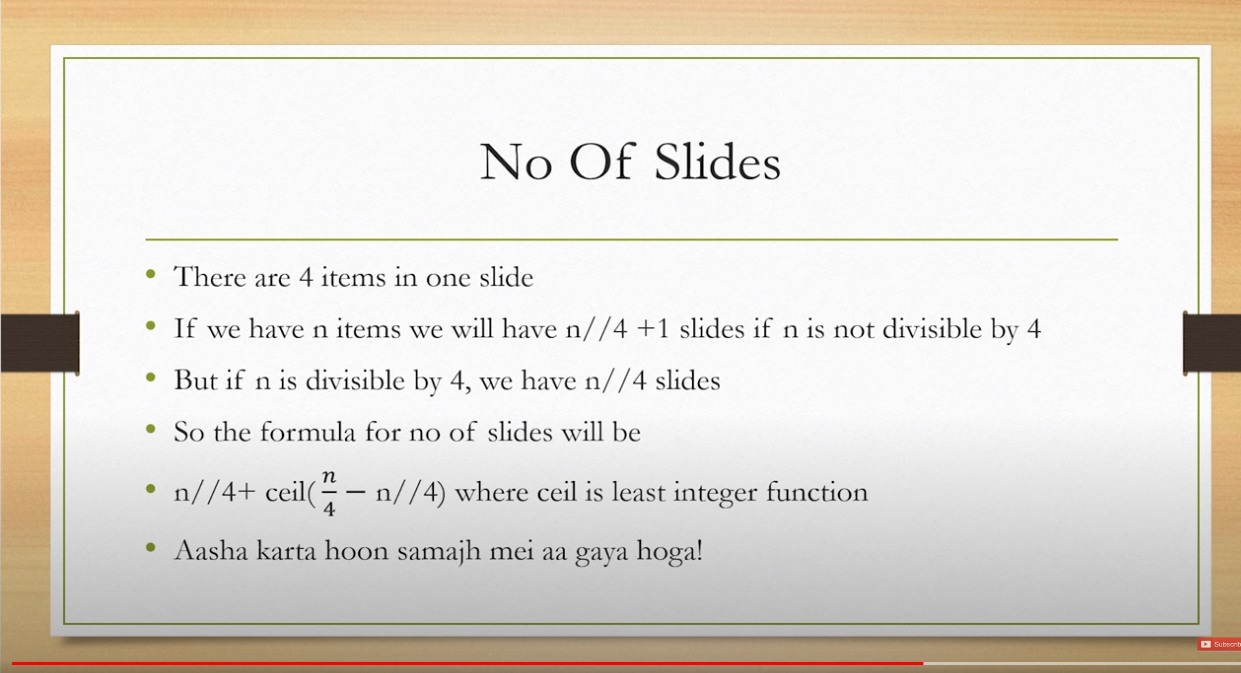 No Of Slides
• There are 4 items in one slide
• If we have n items we will have n//4 +1 slides if n is not divisible by 4
• But if n is divisible by 4, we have n//4 slides
• So the formula for no of slides will be
• n//4+ ceil(n/4 − n//4) where ceil is least integer function
• Aasha karta hoon samajh mei aa gaya hoga!